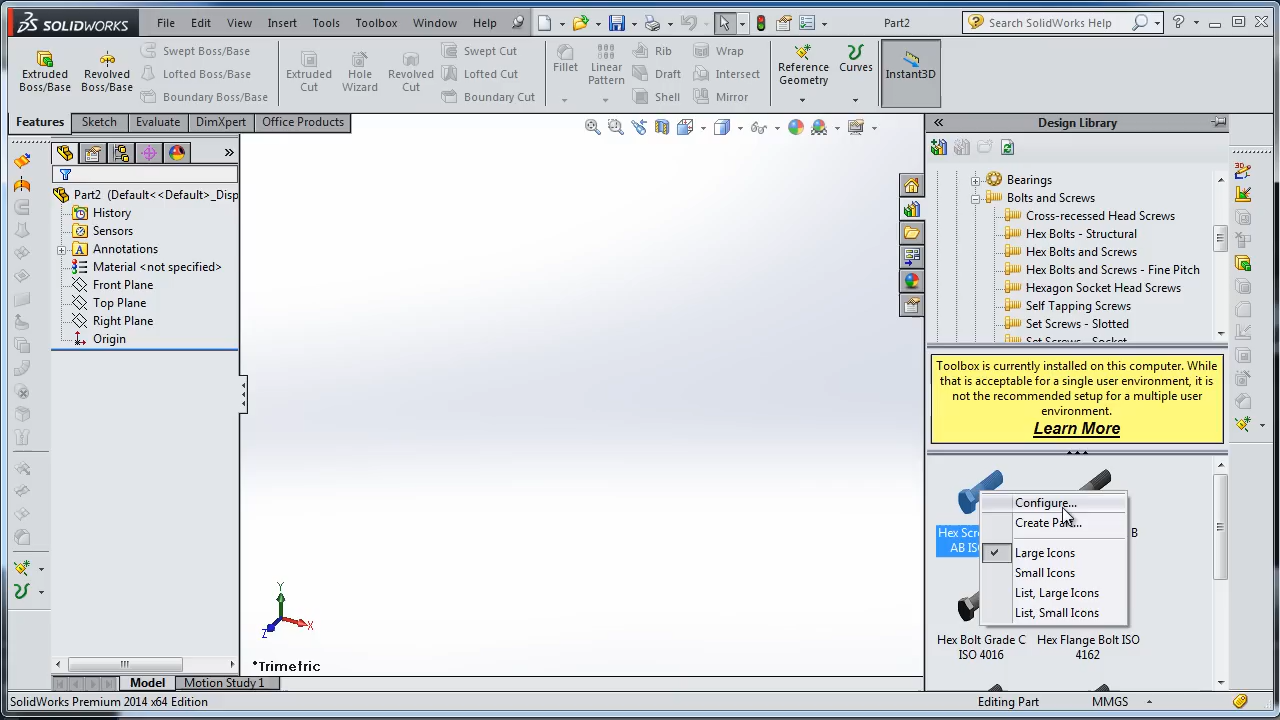 SOLIDWORKS File Edit View Insert Tools Toolbox Window Help Part2 Search SolidWorks Help
Extruded Boss/Base
Revolved Boss/Base
Swept Boss/Base
Lofted Boss/Base
Boundary Boss/Base
Extruded Cut
Hole Wizard
Revolved Cut
Swept Cut
Lofted Cut
Boundary Cut
Fillet
Linear Pattern
Rib
Draft
Shell
Wrap
Intersect
Mirror
Reference Geometry
Curves
Instant3D
Features Sketch Evaluate DimXpert Office Products
Part2 (Default<<Default>_Disp
History
Sensors
Annotations
Material <not specified>
Front Plane
Top Plane
Right Plane
Origin
Y
X
Z
*Trimetric
Design Library
Bearings
Bolts and Screws
Cross-recessed Head Screws
Hex Bolts - Structural
Hex Bolts and Screws
Hex Bolts and Screws - Fine Pitch
Hexagon Socket Head Screws
Self Tapping Screws
Set Screws - Slotted
Toolbox is currently installed on this computer. While
that is acceptable for a single user environment, it is
not the recommended setup for a multiple user
environment.
Learn More
Configure...
Large Icons
Small Icons
List, Large Icons
List, Small Icons
Hex Bolt Grade C
ISO 4016
Hex Flange Bolt ISO
4162
Model Motion Study 1
SolidWorks Premium 2014 x64 Edition Editing Part MMGS